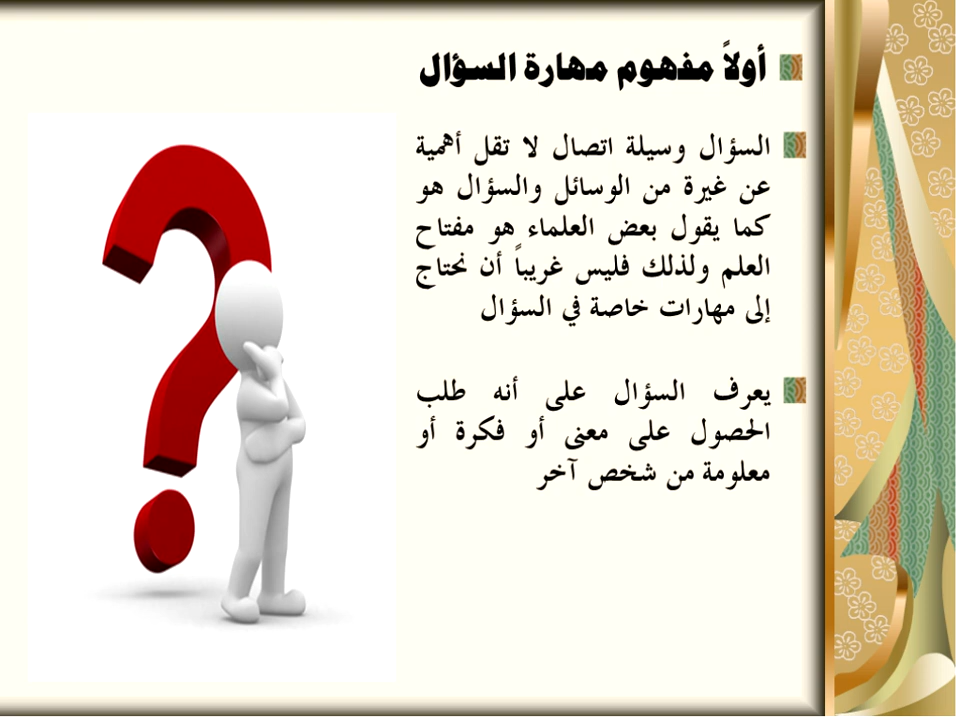 أولاً مفهوم مهارة السؤال
السؤال وسيلة اتصال لا تقل أهمية
عن غيرة من الوسائل والسؤال هو
كما يقول بعض العلماء هو مفتاح
العلم ولذلك فليس غريباً أن نحتاج
إلى مهارات خاصة في السؤال
يعرف السؤال على أنه طلب
الحصول على معنى أو فكرة أو
معلومة من شخص آخر